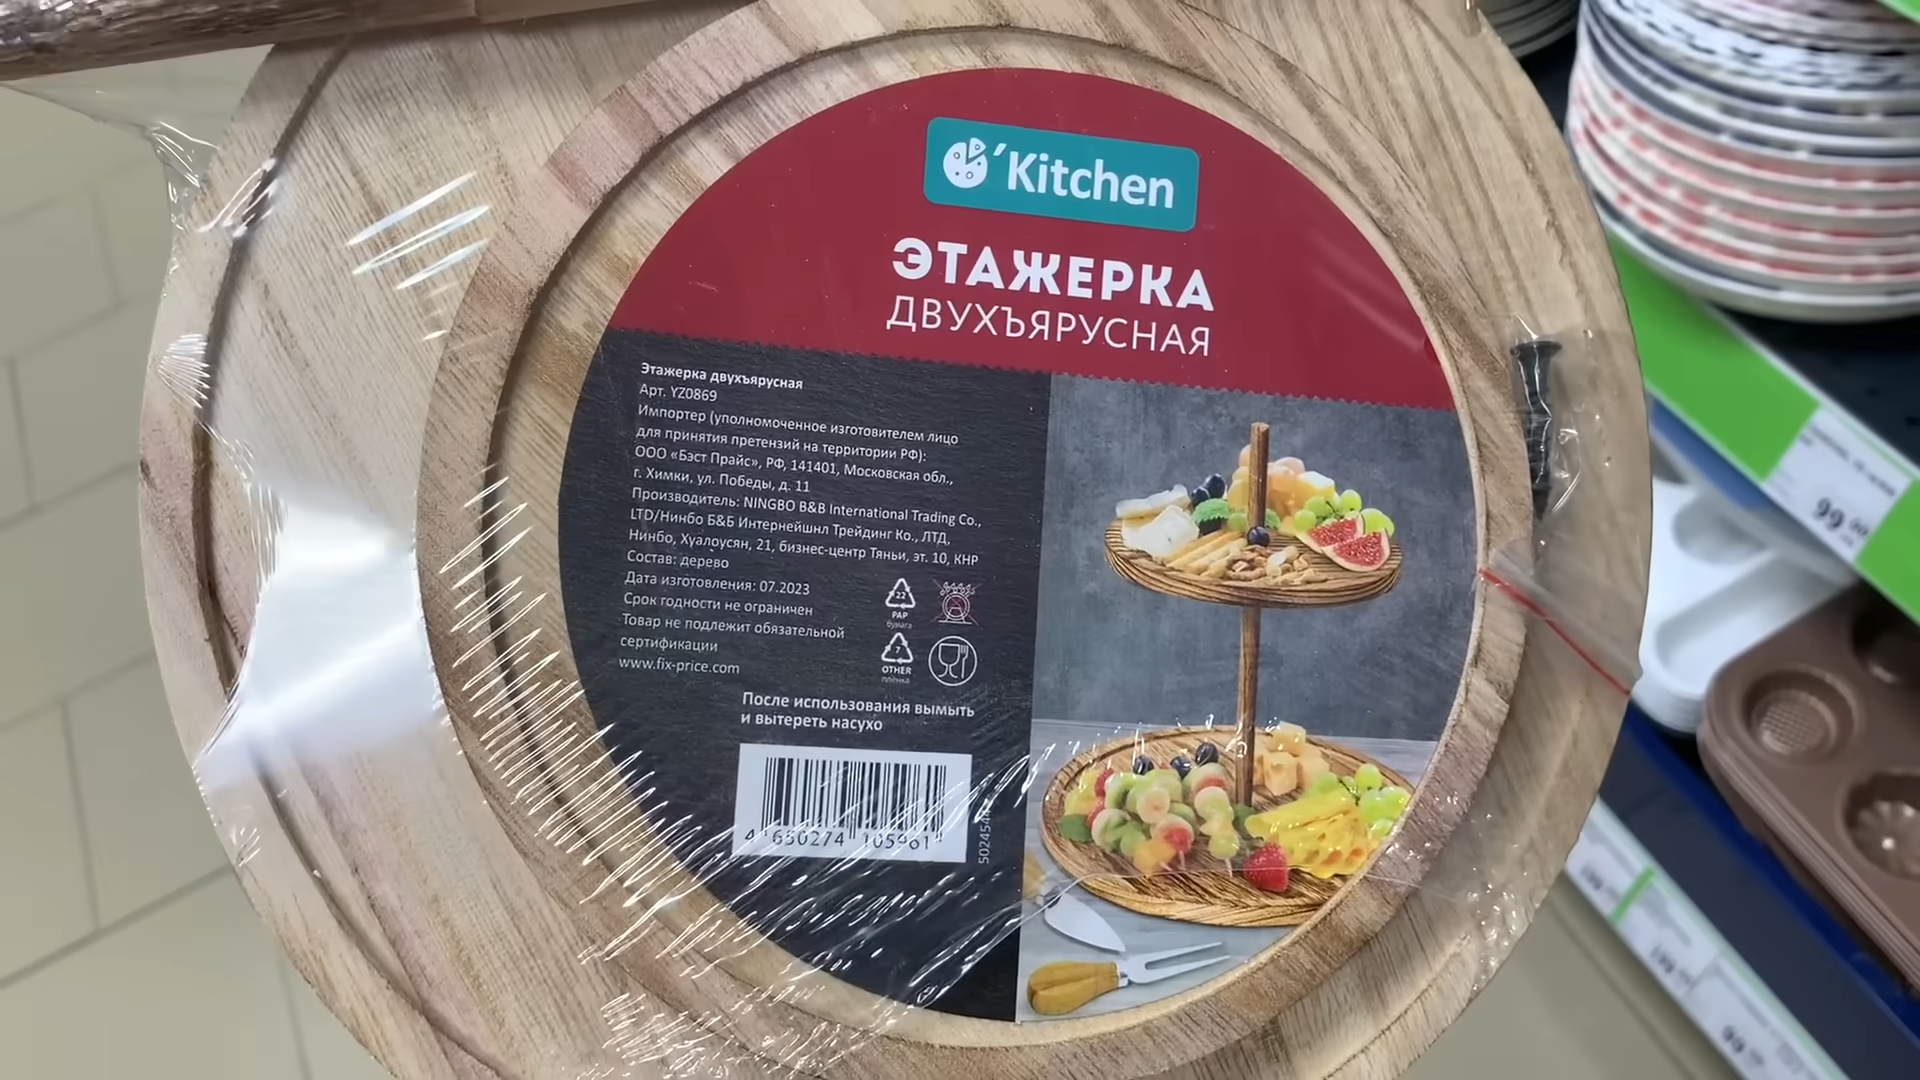 'Kitchen
ЭТАЖЕРКА
ДВУХЪЯРУСНАЯ
Этажерка двухъярусная
Арт. YZ0869
Импортер (уполномоченное изготовителем лицо
для принятия претензий на территории РФ):
ООО «Бэст Прайс», РФ, 141401, Московская обл.,
г. Химки, ул. Победы, д. 11
Производитель: NINGBO B&B International Trading Co.,
LTD/Нинбо Б&Б Интернейшнл Трейдинг Ко., ЛТД,
Нинбо, Хуалоусян, 21, бизнес-центр Тяньи, эт. 10, КНР
Состав: дерево
Дата изготовления: 07.2023
Срок годности не ограничен
Товар не подлежит обязательной
сертификации
www.fix-price.com
22
PAP
бумага
7
OTHER
плёнка
После использования вымыть
и вытереть насухо
4 650274
99
99